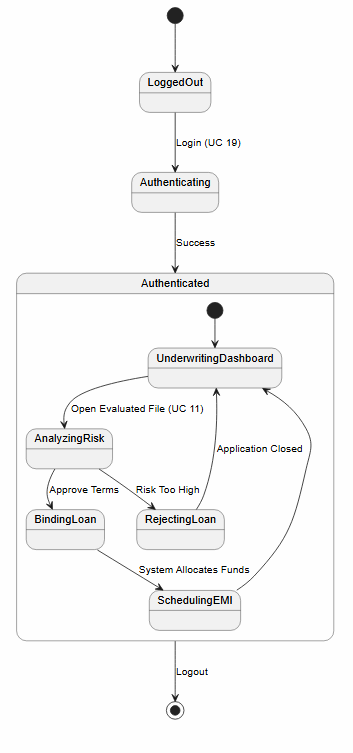 LoggedOut
Login (UC 19)
Authenticating
Success
Authenticated
UnderwritingDashboard
Open Evaluated File (UC 11)
AnalyzingRisk
Application Closed
Approve Terms
Risk Too High
BindingLoan
RejectingLoan
System Allocates Funds
SchedulingEMI
Logout